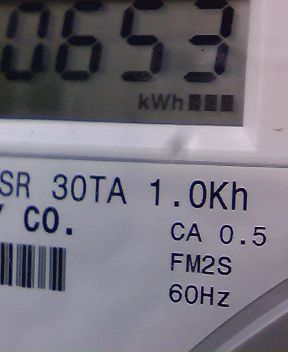 0653
kWh
SR 30TA 1.0Kh
Y CO.
CA 0.5
FM2S
60Hz